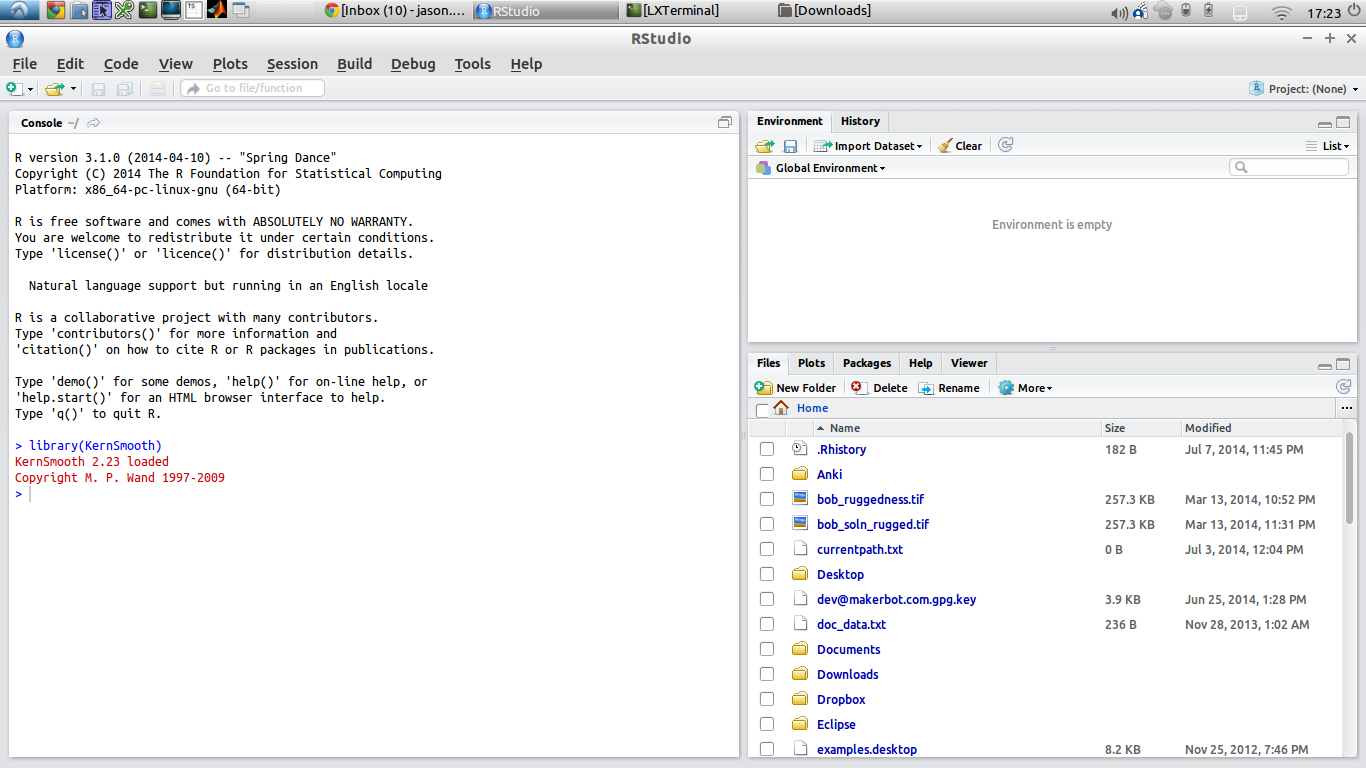 [Inbox (10) - jason.... RStudio [LXTerminal] [Downloads] 17:23
RStudio
File Edit Code View Plots Session Build Debug Tools Help
Go to file/function Project: (None)
Console ~/
R version 3.1.0 (2014-04-10) -- "Spring Dance"
Copyright (C) 2014 The R Foundation for Statistical Computing
Platform: x86_64-pc-linux-gnu (64-bit)
R is free software and comes with ABSOLUTELY NO WARRANTY.
You are welcome to redistribute it under certain conditions.
Type 'license()' or 'licence()' for distribution details.
Natural language support but running in an English locale
R is a collaborative project with many contributors.
Type 'contributors()' for more information and
'citation()' on how to cite R or R packages in publications.
Type 'demo()' for some demos, 'help()' for on-line help, or
'help.start()' for an HTML browser interface to help.
Type 'q()' to quit R.
> library(KernSmooth)
KernSmooth 2.23 loaded
Copyright M. P. Wand 1997-2009
>
Environment History
Import Dataset Clear List
Global Environment
Environment is empty
Files Plots Packages Help Viewer
New Folder Delete Rename More
Home ...
Name Size Modified
.Rhistory 182 B Jul 7, 2014, 11:45 PM
Anki
bob_ruggedness.tif 257.3 KB Mar 13, 2014, 10:52 PM
bob_soln_rugged.tif 257.3 KB Mar 13, 2014, 11:31 PM
currentpath.txt 0 B Jul 3, 2014, 12:04 PM
Desktop
dev@makerbot.com.gpg.key 3.9 KB Jun 25, 2014, 1:28 PM
doc_data.txt 236 B Nov 28, 2013, 1:02 AM
Documents
Downloads
Dropbox
Eclipse
examples.desktop 8.2 KB Nov 25, 2012, 7:46 PM